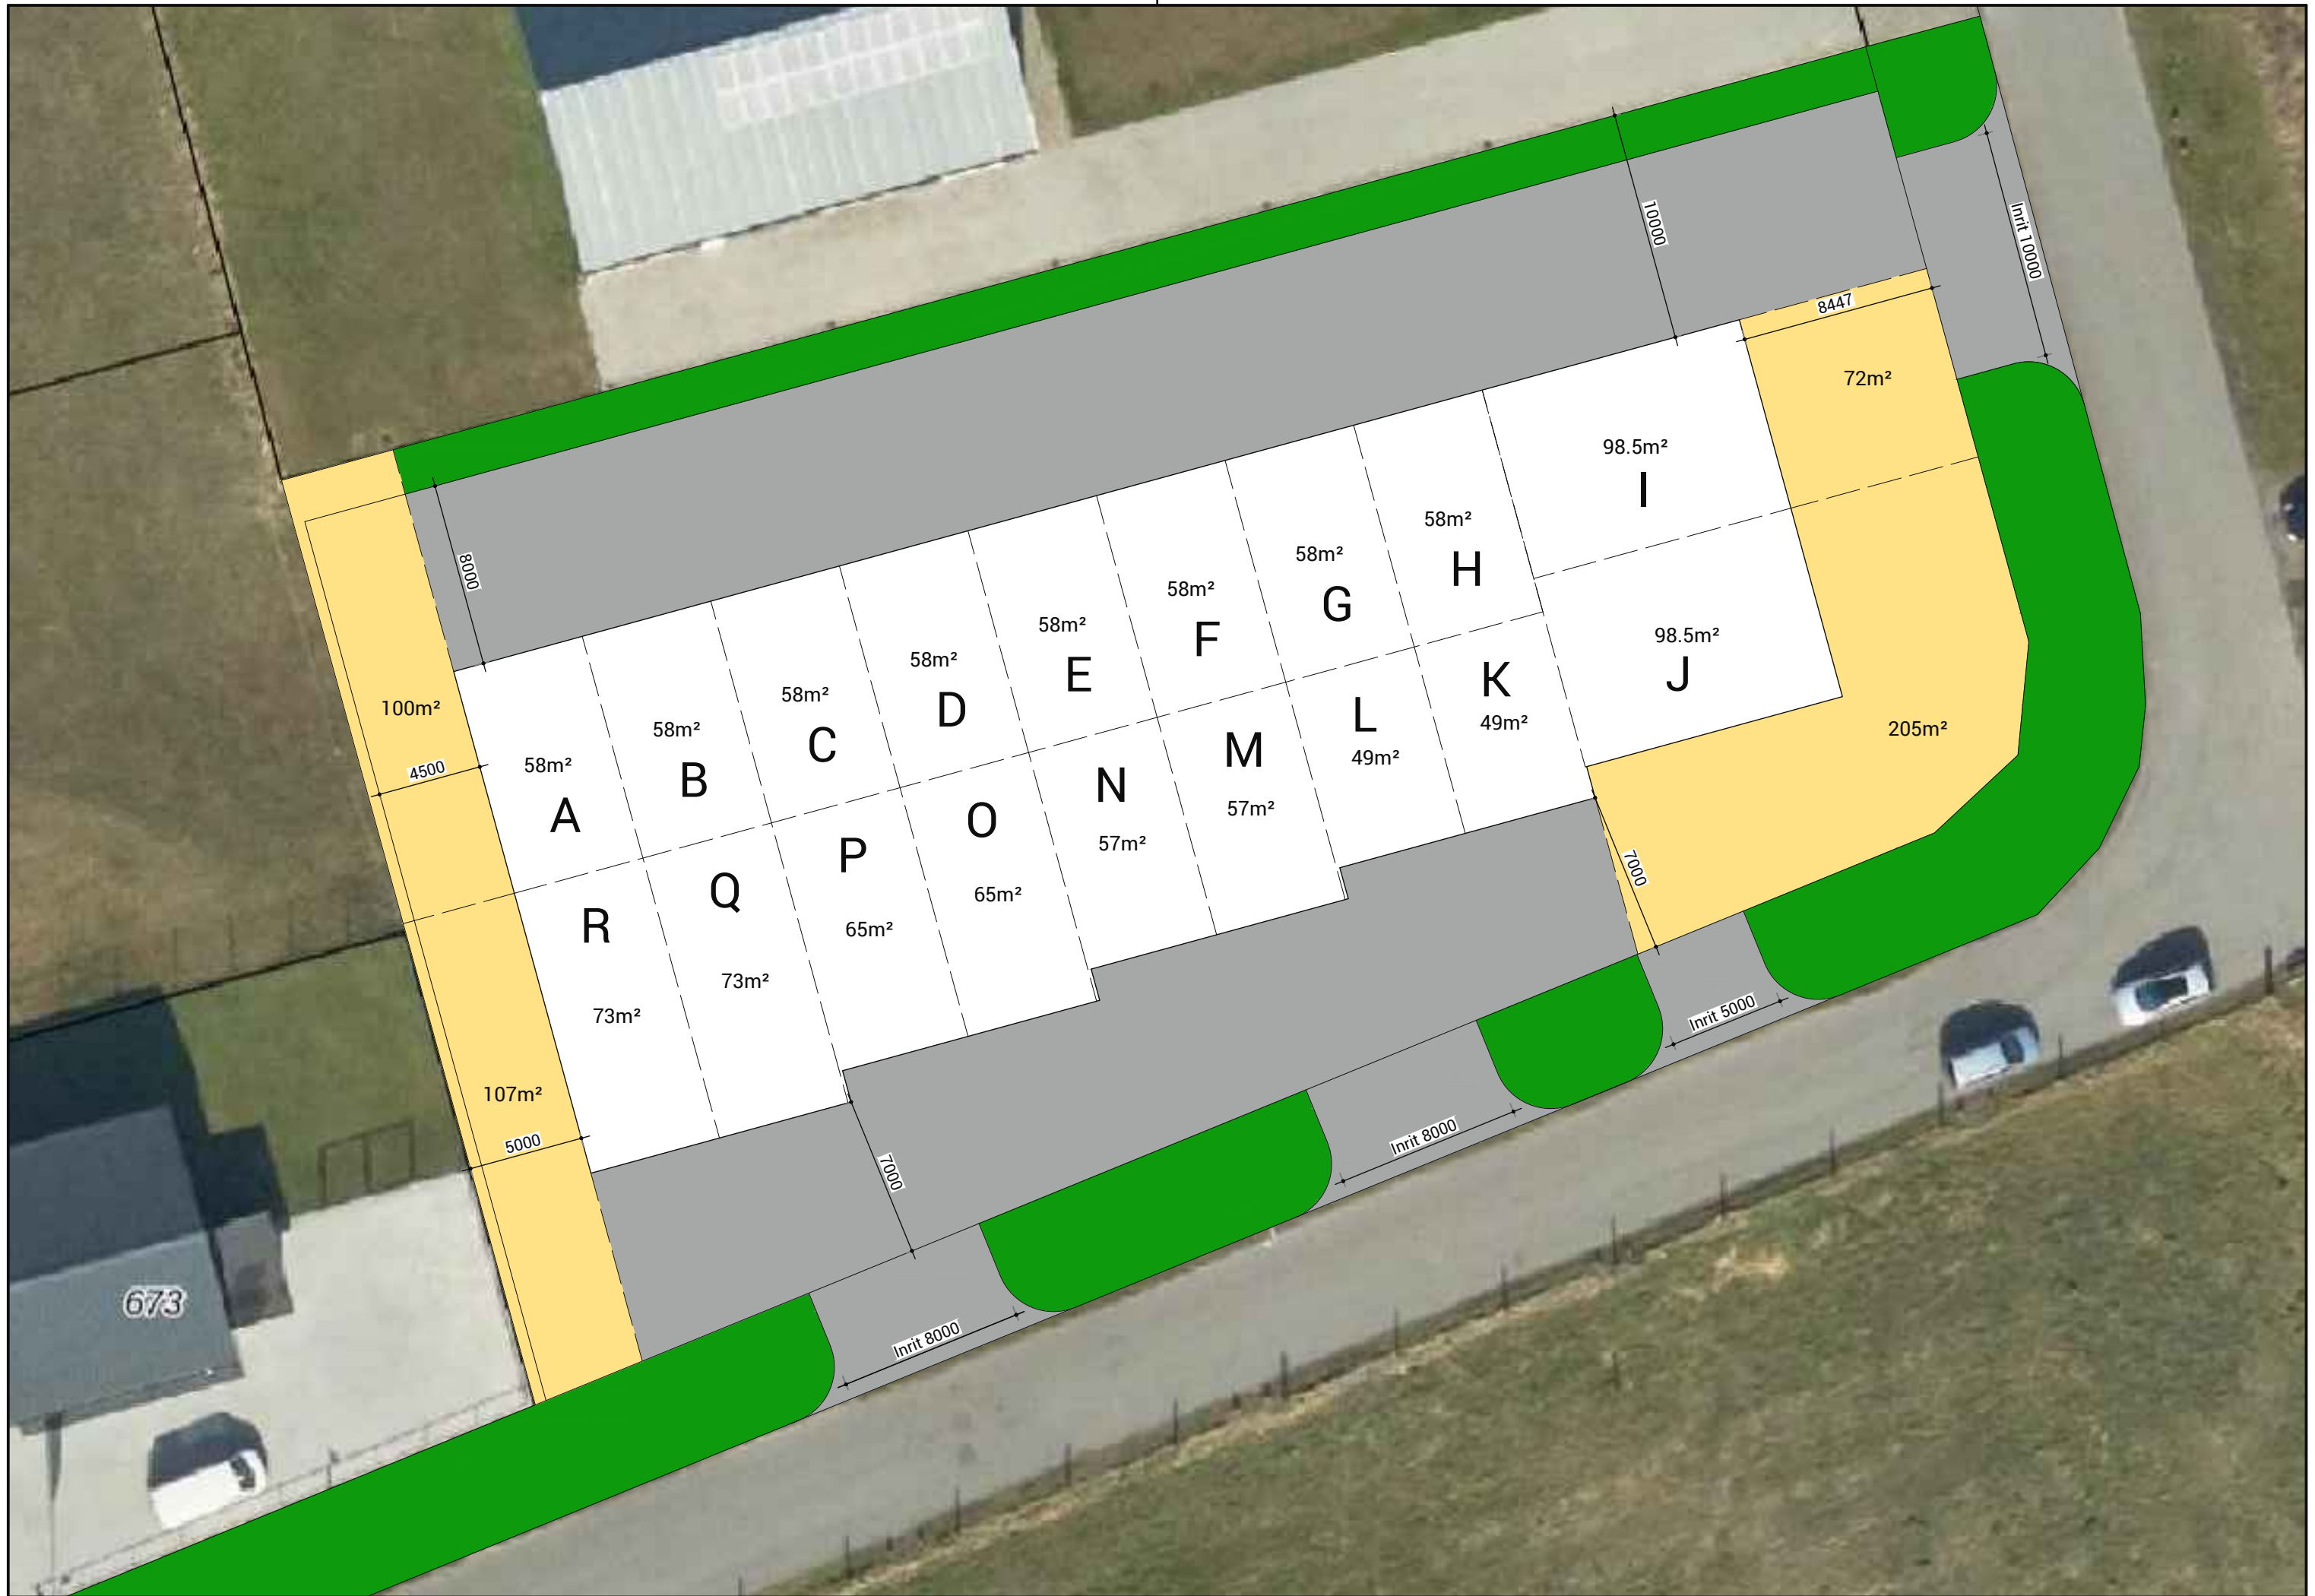 10000
Inrit 10000
8447
72m²
98.5m²
I
58m²
H
58m²
G
58m²
F
58m²
E
58m²
D
58m²
C
58m²
B
58m²
A
8000
100m²
4500
98.5m²
J
205m²
K
49m²
L
49m²
M
57m²
N
57m²
O
65m²
P
65m²
Q
73m²
R
73m²
107m²
5000
7000
7000
Inrit 5000
Inrit 8000
Inrit 8000
673